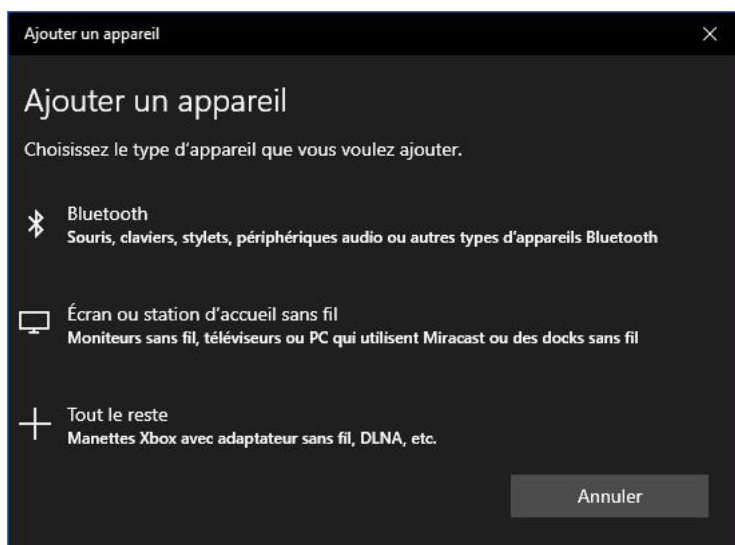 Ajouter un appareil
Ajouter un appareil
Choisissez le type d'appareil que vous voulez ajouter.
Bluetooth
Souris, claviers, stylets, périphériques audio ou autres types d'appareils Bluetooth
Écran ou station d'accueil sans fil
Moniteurs sans fil, téléviseurs ou PC qui utilisent Miracast ou des docks sans fil
Tout le reste
Manettes Xbox avec adaptateur sans fil, DLNA, etc.
Annuler